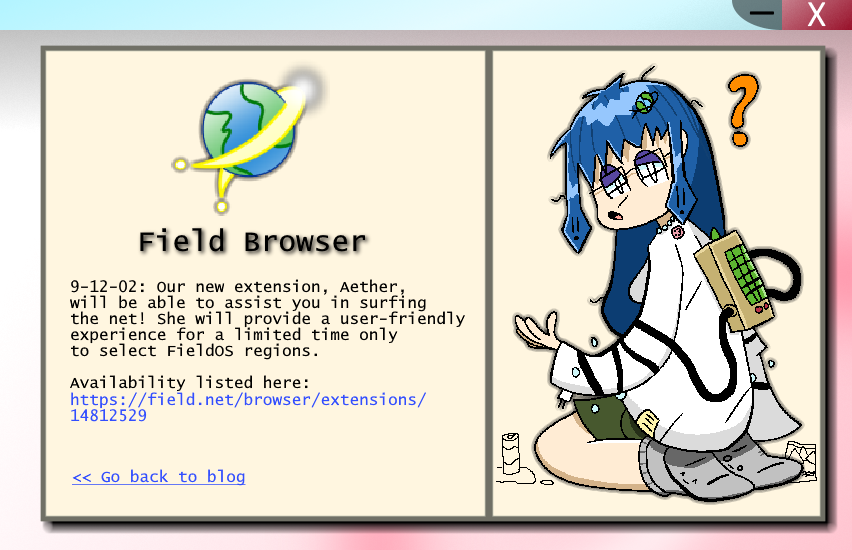 X
Field Browser
9-12-02: Our new extension, Aether,
will be able to assist you in surfing
the net! She will provide a user-friendly
experience for a limited time only
to select FieldOS regions.
Availability listed here:
https://field.net/browser/extensions/
14812529
<< Go back to blog
?